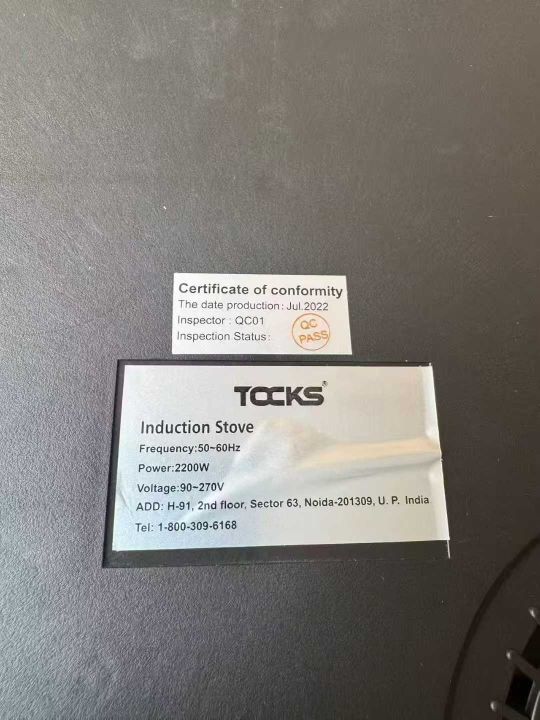 Certificate of conformity
The date production: Jul.2022
Inspector : QC01
Inspection Status:
QC
PASS
TOCKS®
Induction Stove
Frequency:50~60Hz
Power:2200W
Voltage:90~270V
ADD: H-91, 2nd floor, Sector 63, Noida-201309, U. P. India
Tel: 1-800-309-6168